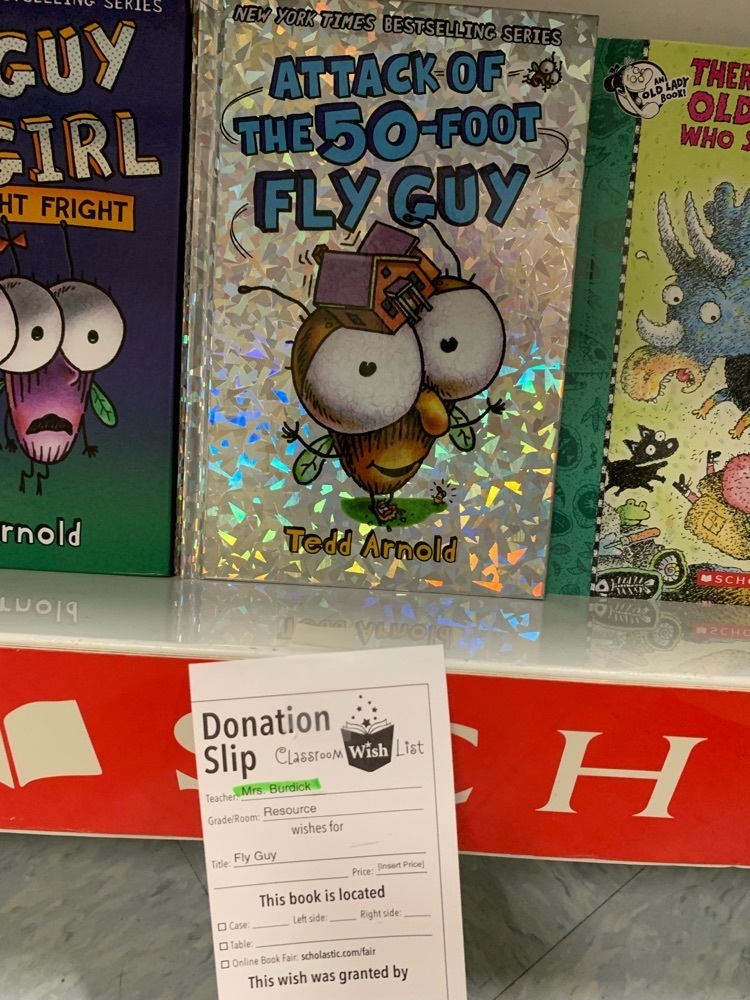 LLING SERIES
GUY
GIRL
HT FRIGHT
rnold
NEW YORK TIMES BESTSELLING SERIES
ATTACK OF
THE 50-FOOT
FLY GUY
Tedd Arnold
AN
OLD LADY
BOOK!
THER
OLD
WHO S
SCHO
S C H
Donation
Slip Classroom Wish List
Teacher: Mrs. Burdick
Grade/Room: Resource
wishes for
Title: Fly Guy
Price: [Insert Price]
This book is located
Case: Left side: Right side:
Table:
Online Book Fair: scholastic.com/fair
This wish was granted by